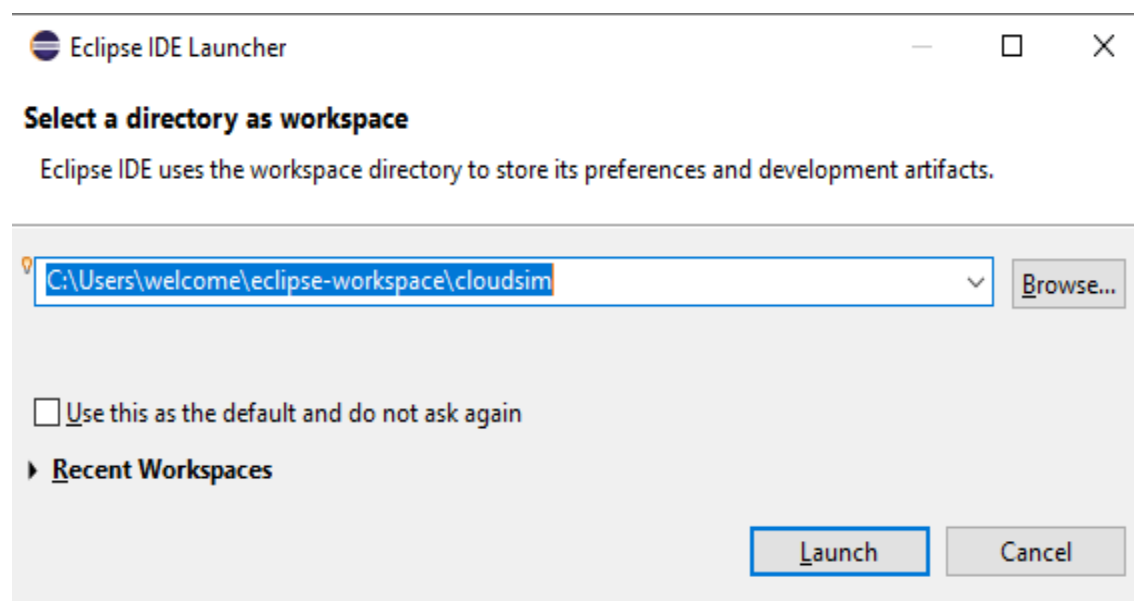 Eclipse IDE Launcher
Select a directory as workspace
Eclipse IDE uses the workspace directory to store its preferences and development artifacts.
C:\Users\welcome\eclipse-workspace\cloudsim
Browse...
Use this as the default and do not ask again
Recent Workspaces
Launch
Cancel